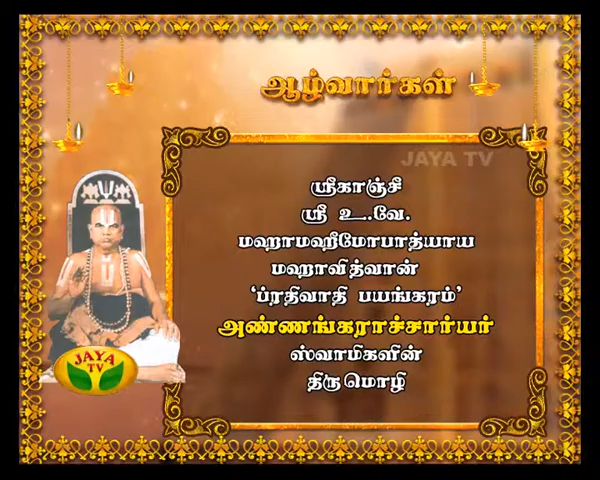 ஆழ்வார்கள்
JAYA TV
ஸ்ரீகாஞ்சீ
ஸ்ரீ உ..வே.
மஹாமஹீமோபாத்யாய
மஹாவித்வான்
‘ப்ரதிவாதி பயங்கரம்’
அண்ணங்கராச்சார்யர்
ஸ்வாமிகளின்
திருமொழி
JAYA
TV